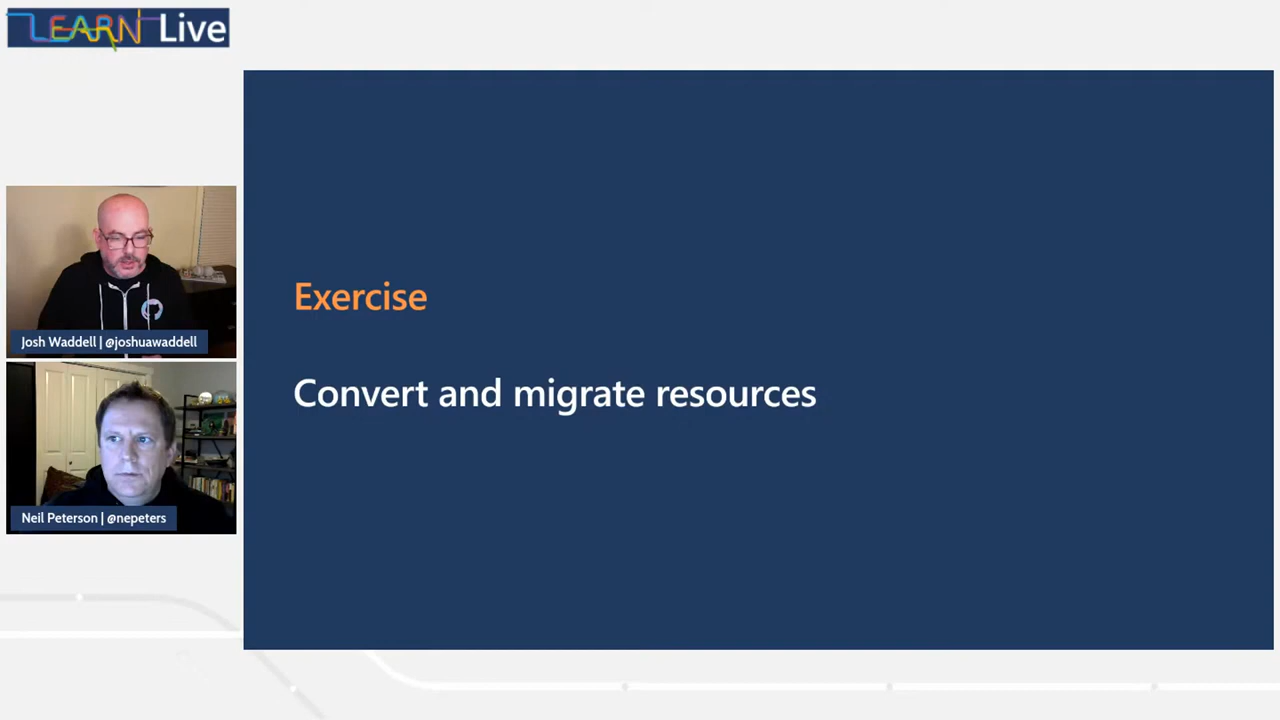 LEARN Live
Exercise
Convert and migrate resources
Josh Waddell | @joshuawaddell
Neil Peterson | @nepeters